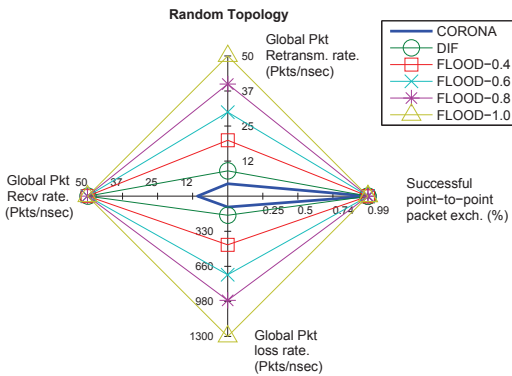 Random Topology
Global Pkt
Retransm. rate.
(Pkts/nsec)
CORONA
DIF
FLOOD−0.4
FLOOD−0.6
FLOOD−0.8
FLOOD−1.0
50
37
25
12
Global Pkt
Recv rate.
(Pkts/nsec)
50 37 25 12
0.25 0.5 0.74 0.99
Successful
point−to−point
packet exch. (%)
330
660
980
1300
Global Pkt
loss rate.
(Pkts/nsec)